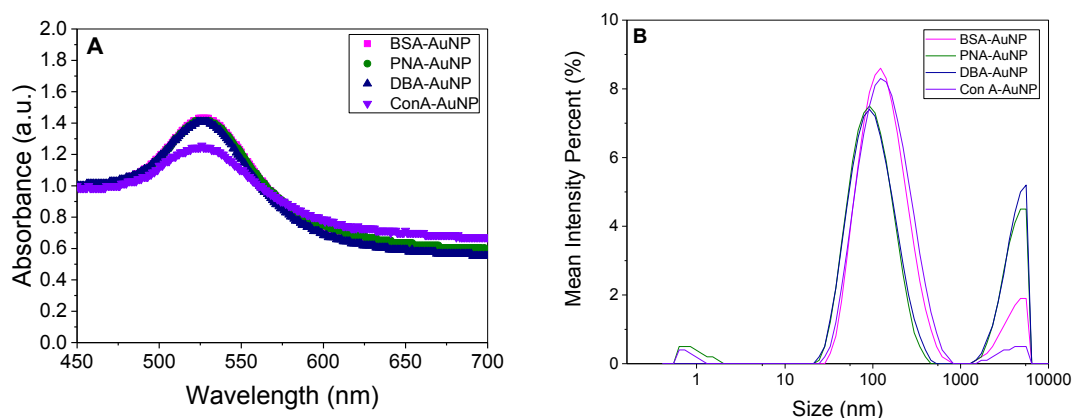 A
BSA-AuNP
PNA-AuNP
DBA-AuNP
ConA-AuNP
2.0
1.8
1.6
1.4
1.2
1.0
0.8
0.6
0.4
0.2
0.0
Absorbance (a.u.)
450 500 550 600 650 700
Wavelength (nm)
B
BSA-AuNP
PNA-AuNP
DBA-AuNP
Con A-AuNP
10
8
6
4
2
0
Mean Intensity Percent (%)
1 10 100 1000 10000
Size (nm)